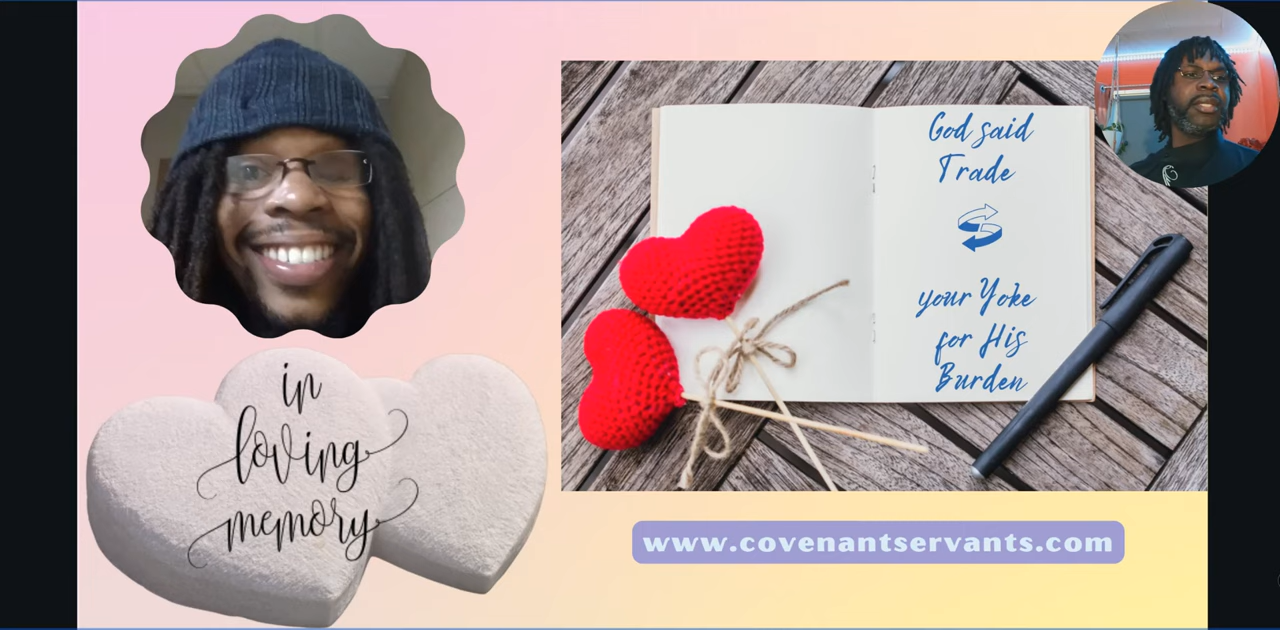 in
loving
memory
God said
Trade
your Yoke
for His
Burden
www.covenantservants.com